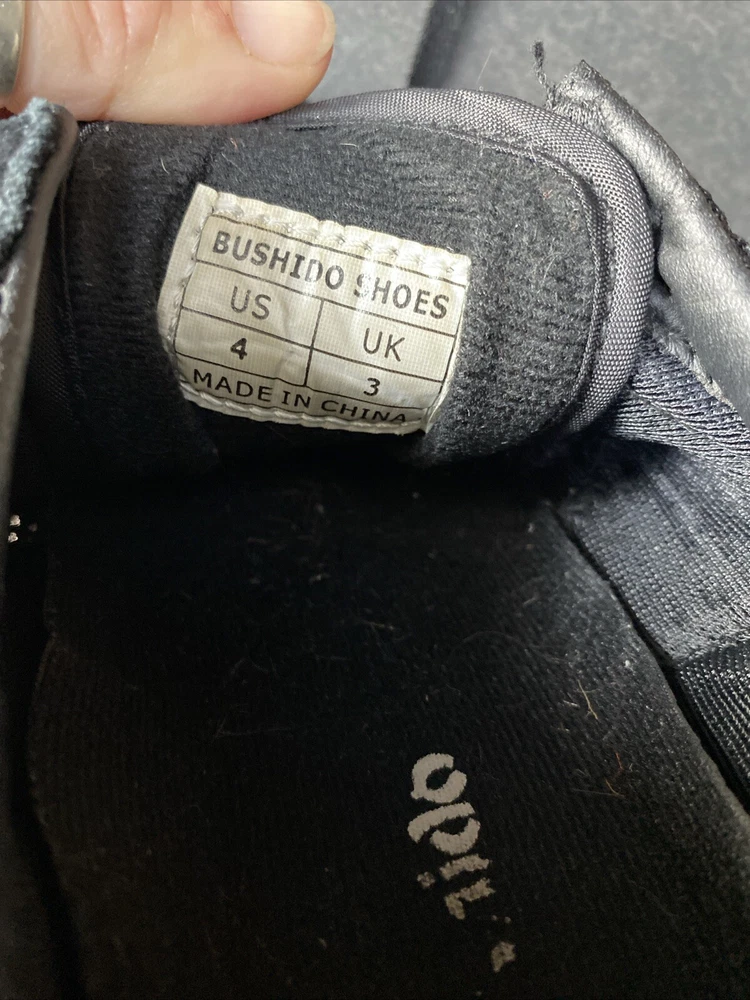 BUSHIDO SHOES
US UK
4 3
MADE IN CHINA